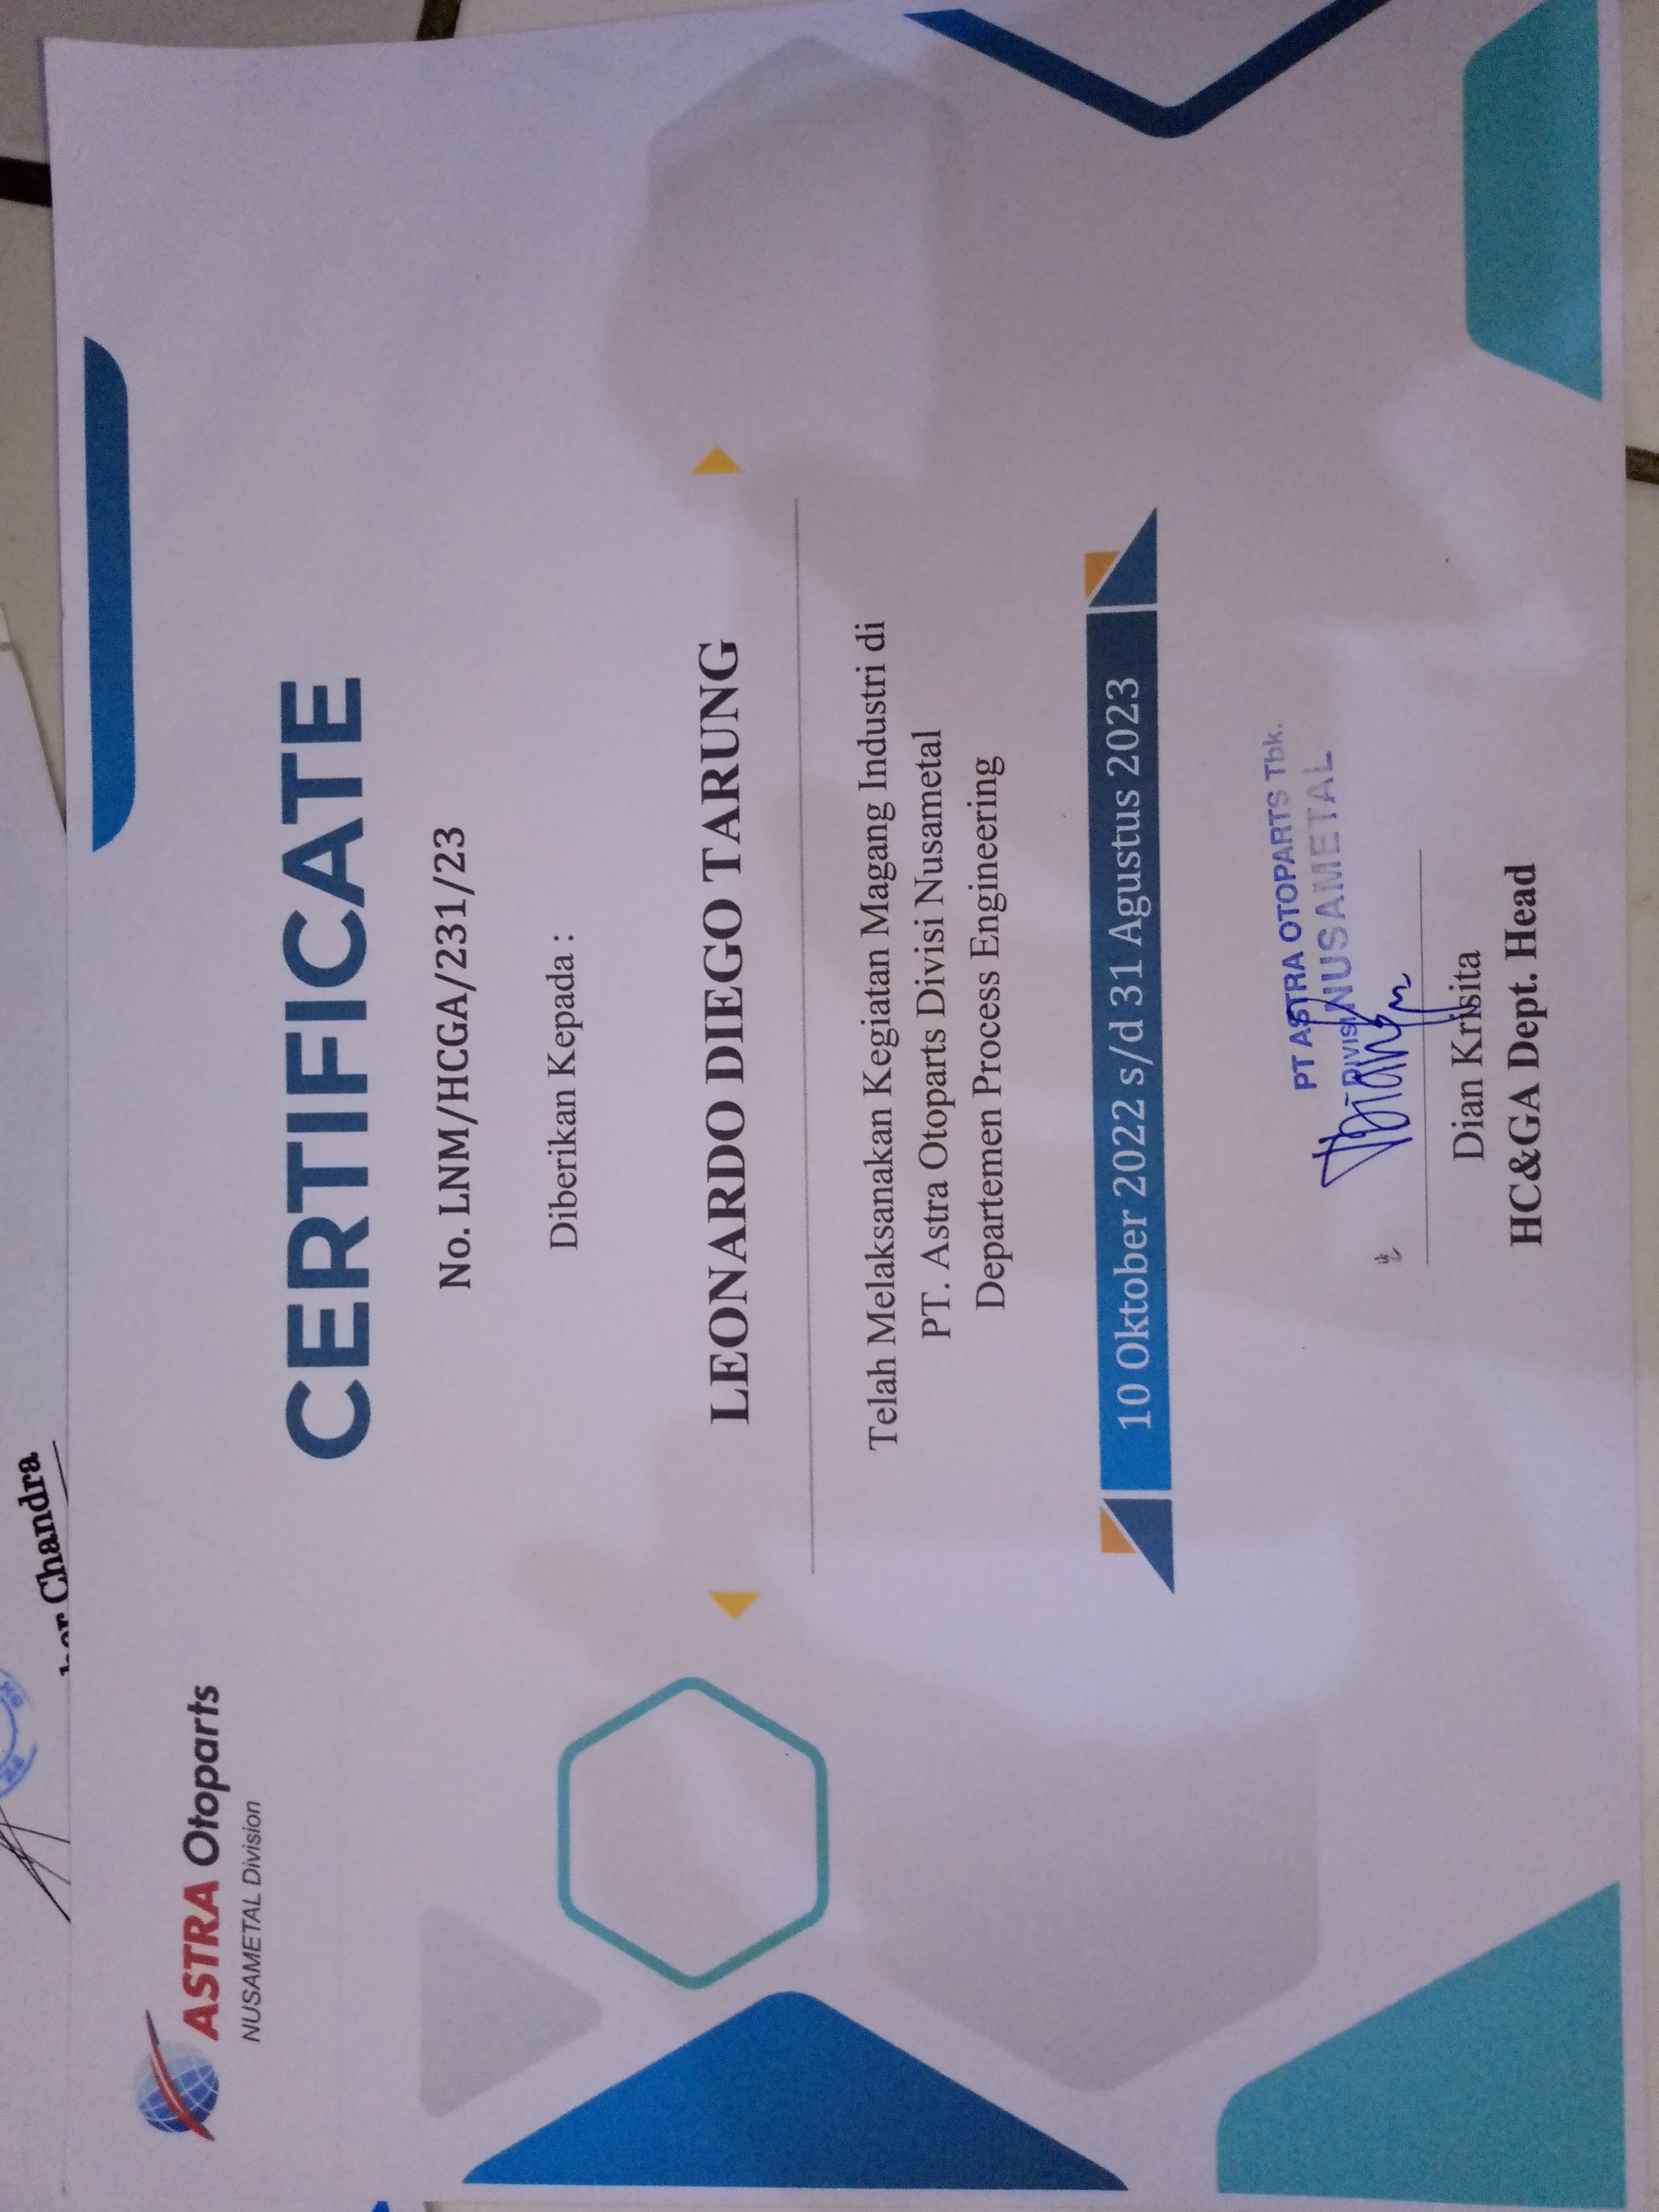 ASTRA Otoparts
NUSAMETAL Division
CERTIFICATE
No. LNM/HCGA/231/23
Diberikan Kepada :
LEONARDO DIEGO TARUNG
Telah Melaksanakan Kegiatan Magang Industri di
PT. Astra Otoparts Divisi Nusametal
Departemen Process Engineering
10 Oktober 2022 s/d 31 Agustus 2023
PT ASTRA OTOPARTS Tbk.
DIVISI NUSAMETAL
Dian Krisita
HC&GA Dept. Head
Chandra